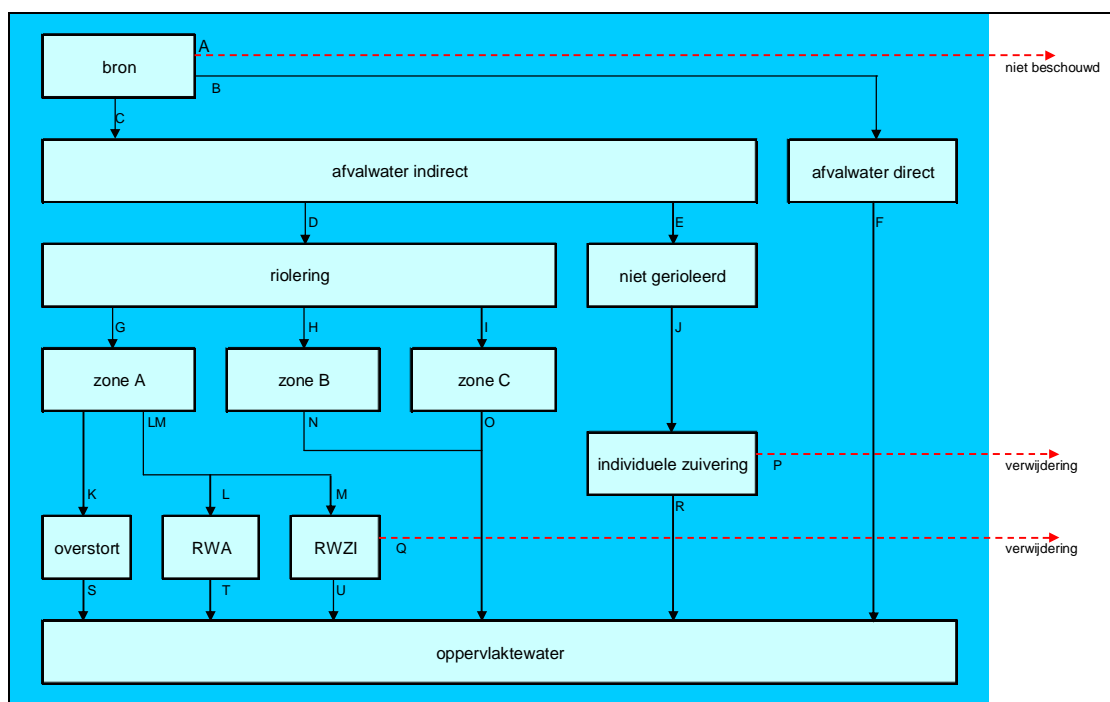 A
bron
niet beschouwd
B
C
afvalwater indirect
afvalwater direct
D
E
F
riolering
niet gerioleerd
G
H
I
J
zone A
zone B
zone C
LM
N
O
individuele zuivering
P
verwijdering
K
L
M
R
overstort
RWA
RWZI
Q
verwijdering
S
T
U
oppervlaktewater